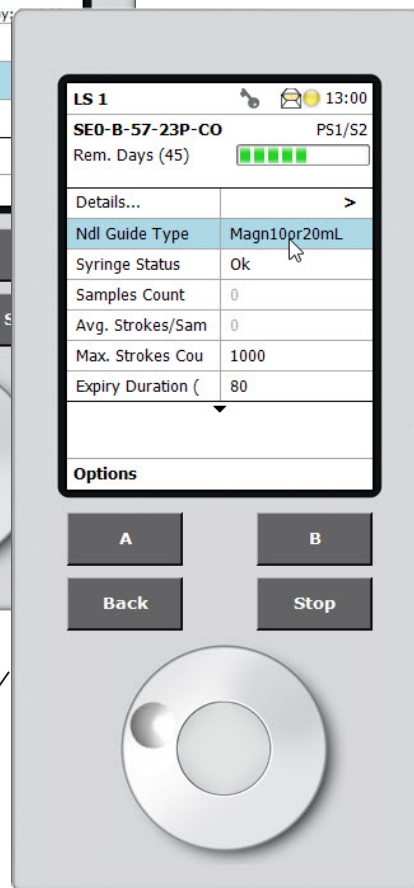 LS 1 13:00
SE0-B-57-23P-CO PS1/S2
Rem. Days (45)
Details... >
Ndl Guide Type Magn10or20mL
Syringe Status Ok
Samples Count 0
Avg. Strokes/Sam 0
Max. Strokes Cou 1000
Expiry Duration ( 80
Options
A B
Back Stop